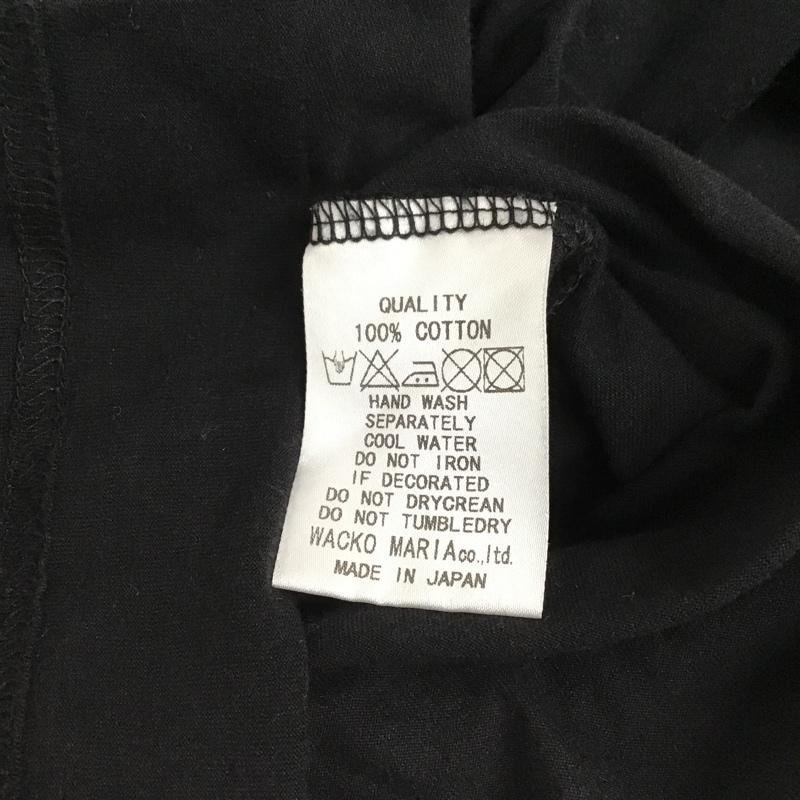 QUALITY
100% COTTON
HAND WASH
SEPARATELY
COOL WATER
DO NOT IRON
IF DECORATED
DO NOT DRYCREAN
DO NOT TUMBLEDRY
WACKO MARIAco.,ltd.
MADE IN JAPAN